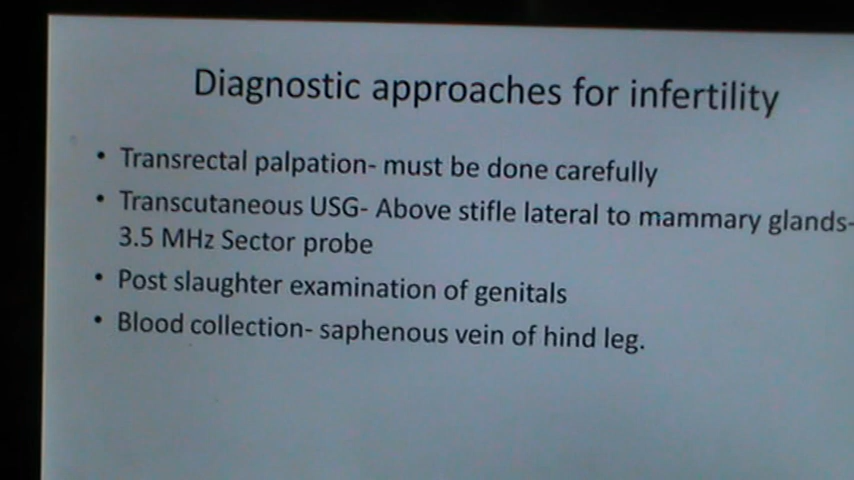 Diagnostic approaches for infertility
• Transrectal palpation- must be done carefully
• Transcutaneous USG- Above stifle lateral to mammary glands-
3.5 MHz Sector probe
• Post slaughter examination of genitals
• Blood collection- saphenous vein of hind leg.